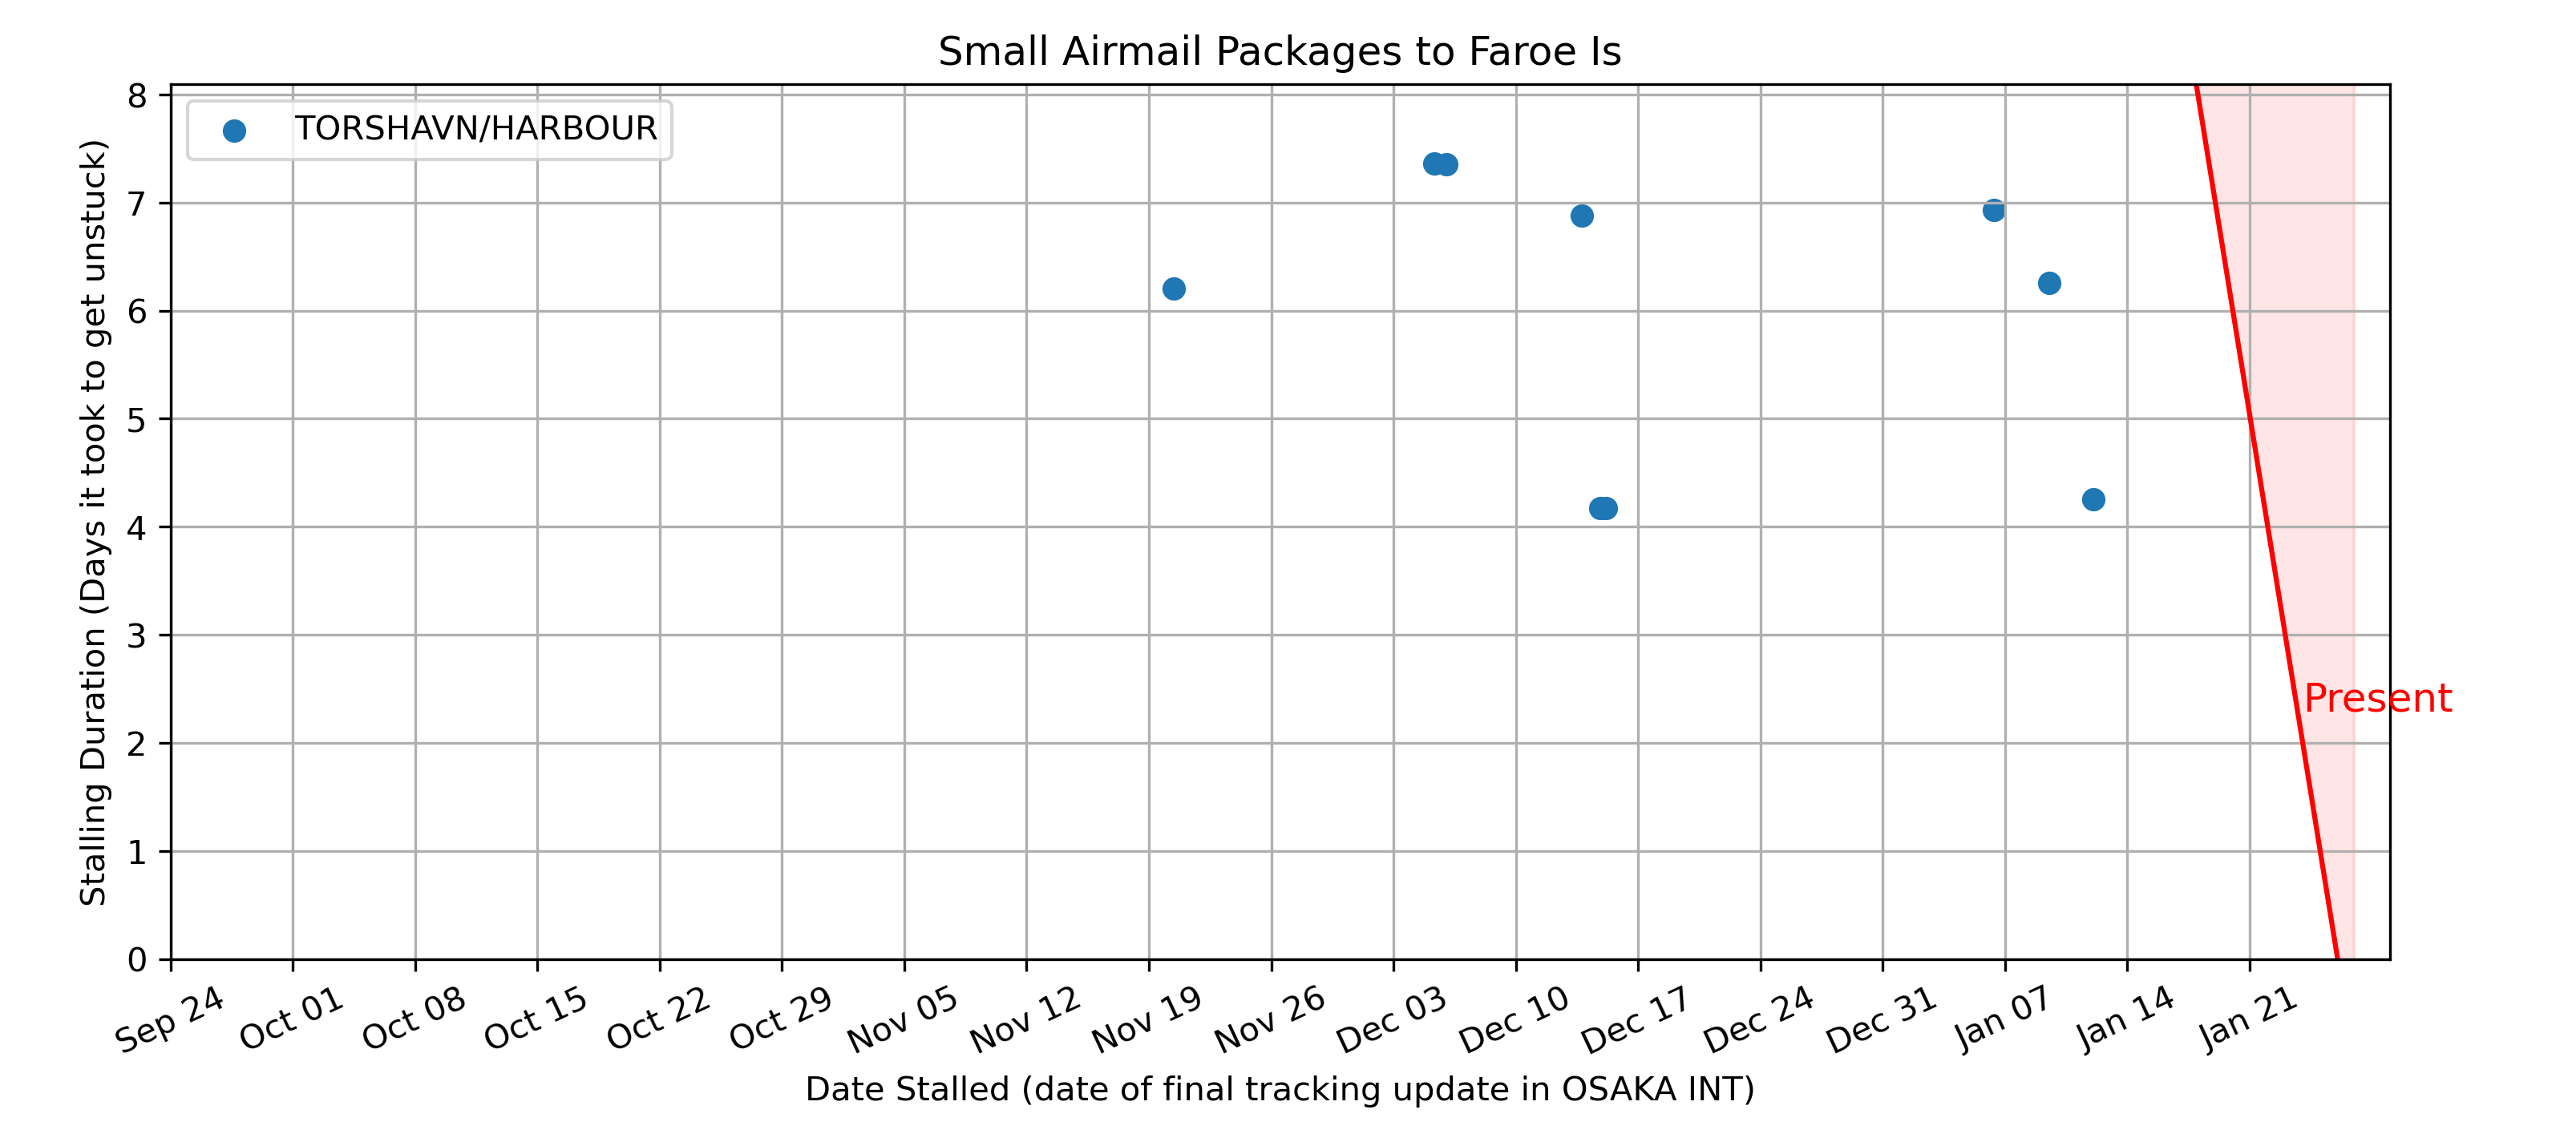 Small Airmail Packages to Faroe Is
TORSHAVN/HARBOUR
Stalling Duration (Days it took to get unstuck)
8
7
6
5
4
3
2
1
0
Present
Sep 24
Oct 01
Oct 08
Oct 15
Oct 22
Oct 29
Nov 05
Nov 12
Nov 19
Nov 26
Dec 03
Dec 10
Dec 17
Dec 24
Dec 31
Jan 07
Jan 14
Jan 21
Date Stalled (date of final tracking update in OSAKA INT)